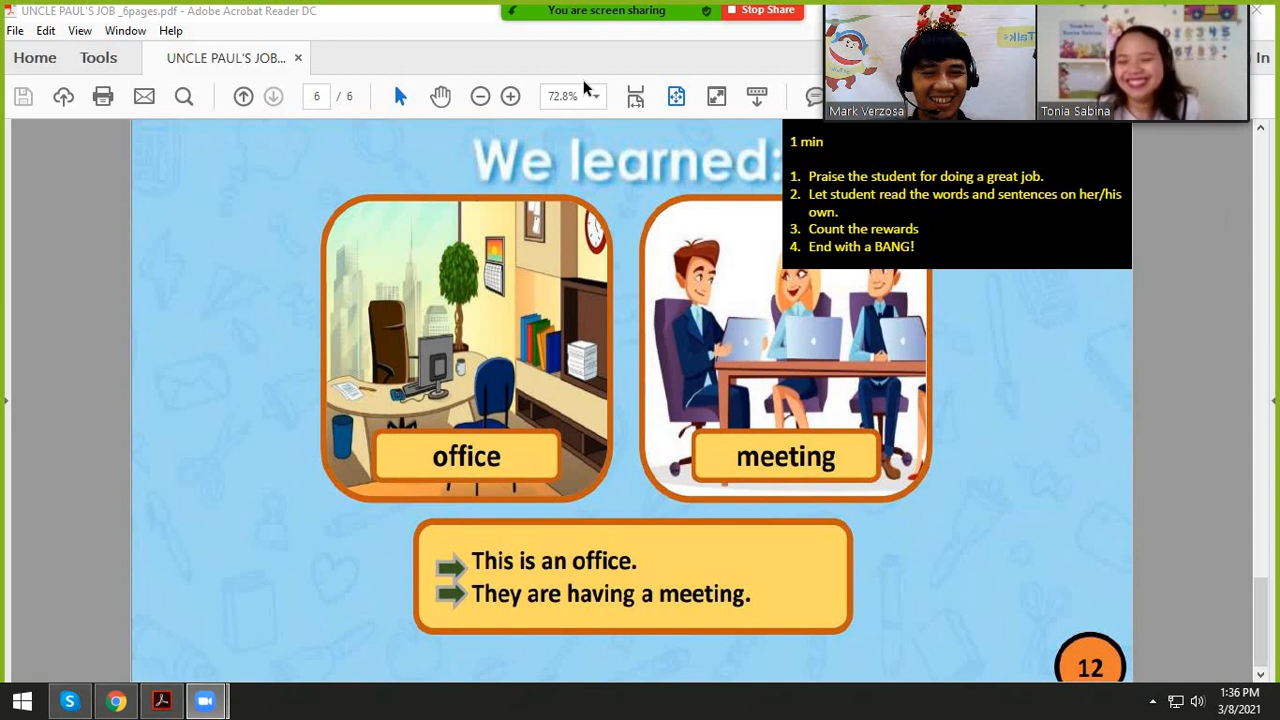 UNCLE PAUL'S JOB _6pages.pdf - Adobe Acrobat Reader DC
You are screen sharing
Stop Share
File Edit View Window Help
Home Tools UNCLE PAUL'S JOB... ×
In
6 / 6
72.8%
Mark Verzosa
Tonia Sabina
We learned:
1 min
1. Praise the student for doing a great job.
2. Let student read the words and sentences on her/his
own.
3. Count the rewards
4. End with a BANG!
office
meeting
This is an office.
They are having a meeting.
12
1:36 PM
3/8/2021